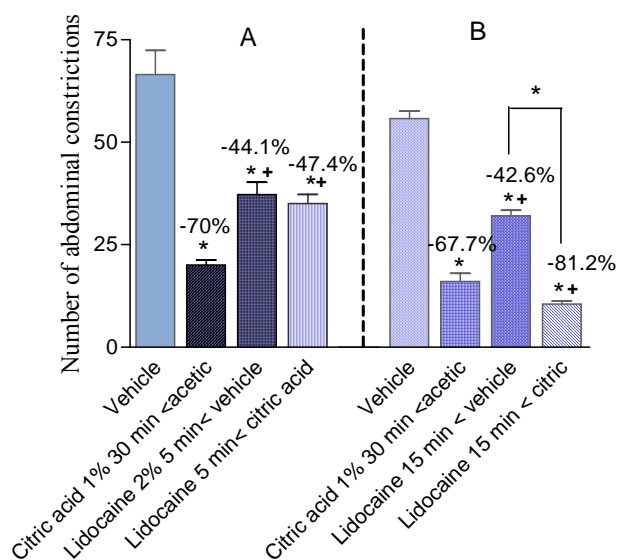 Number of abdominal constrictions
75
50
25
0
A
B
-70%
*
-44.1%
*+
-47.4%
*+
-67.7%
*
-42.6%
*+
*
-81.2%
*+
Vehicle
Citric acid 1% 30 min <acetic
Lidocaine 2% 5 min< vehicle
Lidocaine 5 min< citric acid
Vehicle
Citric acid 1% 30 min <acetic
Lidocaine 15 min < vehicle
Lidocaine 15 min < citric